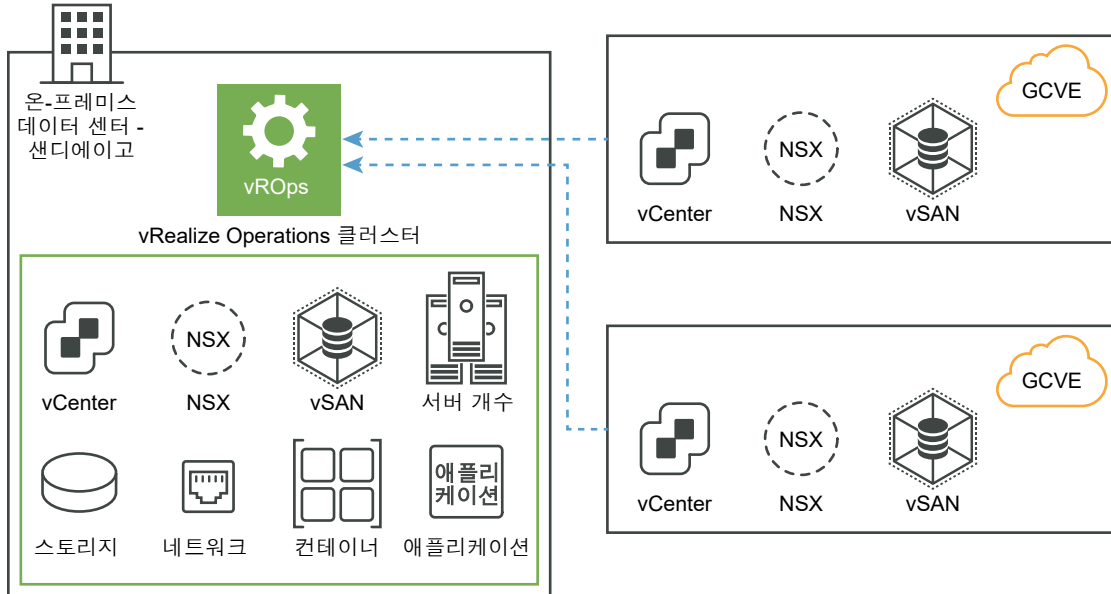 온-프레미스
데이터 센터 -
샌디에이고
vROps
vRealize Operations 클러스터
NSX
vCenter
NSX
vSAN
서버 개수
애플리
케이션
스토리지
네트워크
컨테이너
애플리케이션
GCVE
NSX
vCenter
NSX
vSAN
GCVE
NSX
vCenter
NSX
vSAN